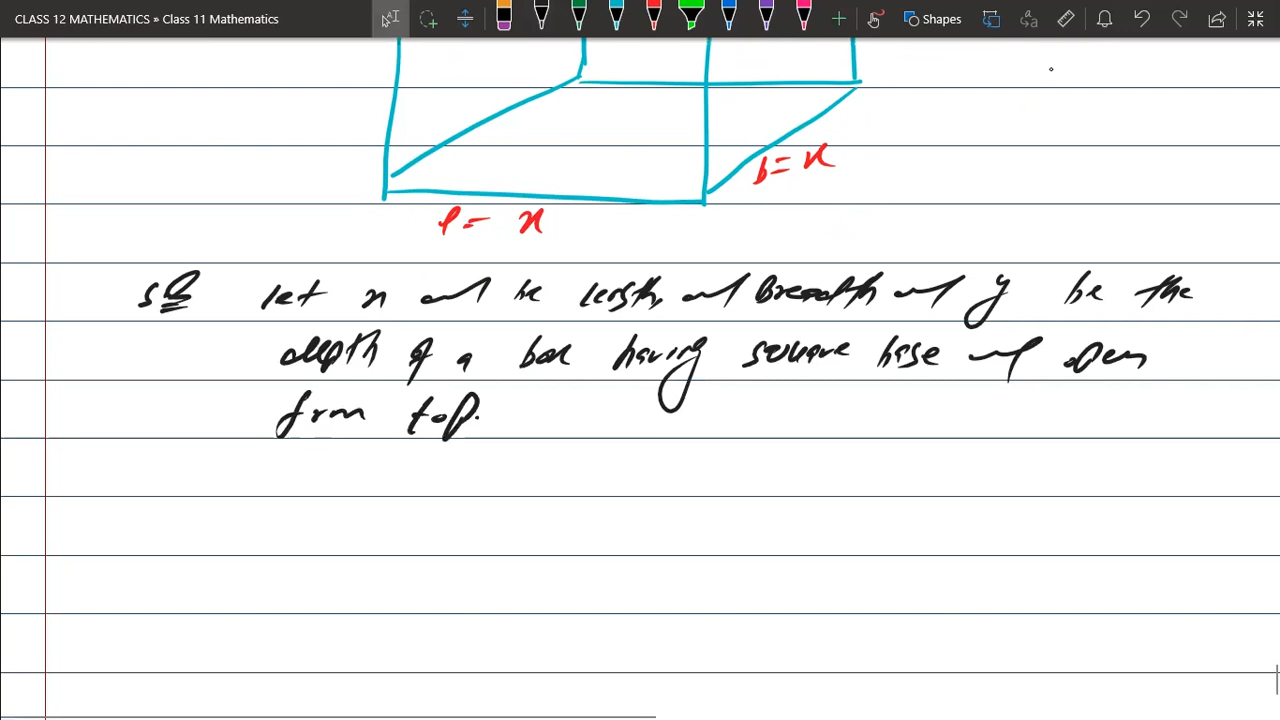 CLASS 12 MATHEMATICS » Class 11 Mathematics
Shapes
b = x
l = x
Sol let x and be length and Breadth and y be the
depth of a box having square base and open
from top.